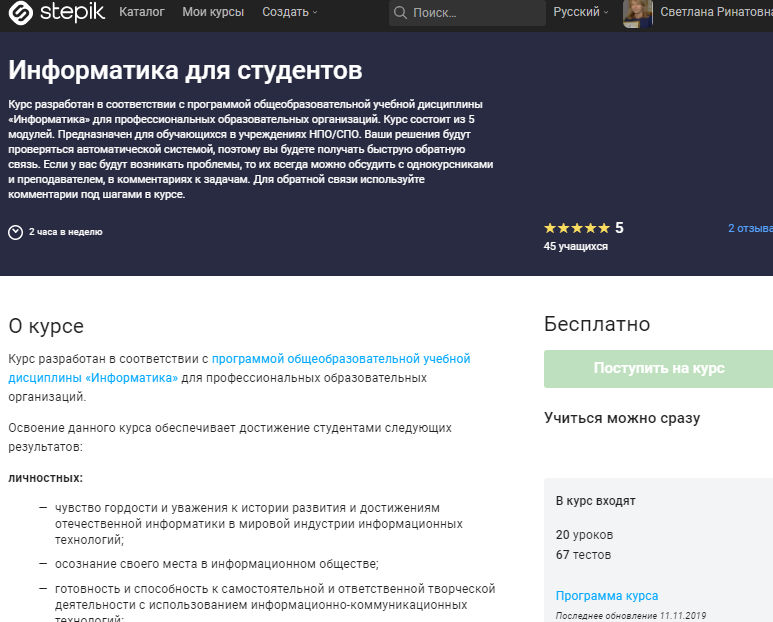 stepik Каталог Мои курсы Создать Поиск... Русский Светлана Ринатовна
Информатика для студентов
Курс разработан в соответствии с программой общеобразовательной учебной дисциплины
«Информатика» для профессиональных образовательных организаций. Курс состоит из 5
модулей. Предназначен для обучающихся в учреждениях НПО/СПО. Ваши решения будут
проверяться автоматической системой, поэтому вы будете получать быструю обратную
связь. Если у вас будут возникать проблемы, то их всегда можно обсудить с однокурсниками
и преподавателем, в комментариях к задачам. Для обратной связи используйте
комментарии под шагами в курсе.
2 часа в неделю
5
2 отзыва
45 учащихся
О курсе
Курс разработан в соответствии с программой общеобразовательной учебной
дисциплины «Информатика» для профессиональных образовательных
организаций.
Освоение данного курса обеспечивает достижение студентами следующих
результатов:
личностных:
— чувство гордости и уважения к истории развития и достижениям
отечественной информатики в мировой индустрии информационных
технологий;
— осознание своего места в информационном обществе;
— готовность и способность к самостоятельной и ответственной творческой
деятельности с использованием информационно-коммуникационных
технологий;
Бесплатно
Поступить на курс
Учиться можно сразу
В курс входят
20 уроков
67 тестов
Программа курса
Последнее обновление 11.11.2019